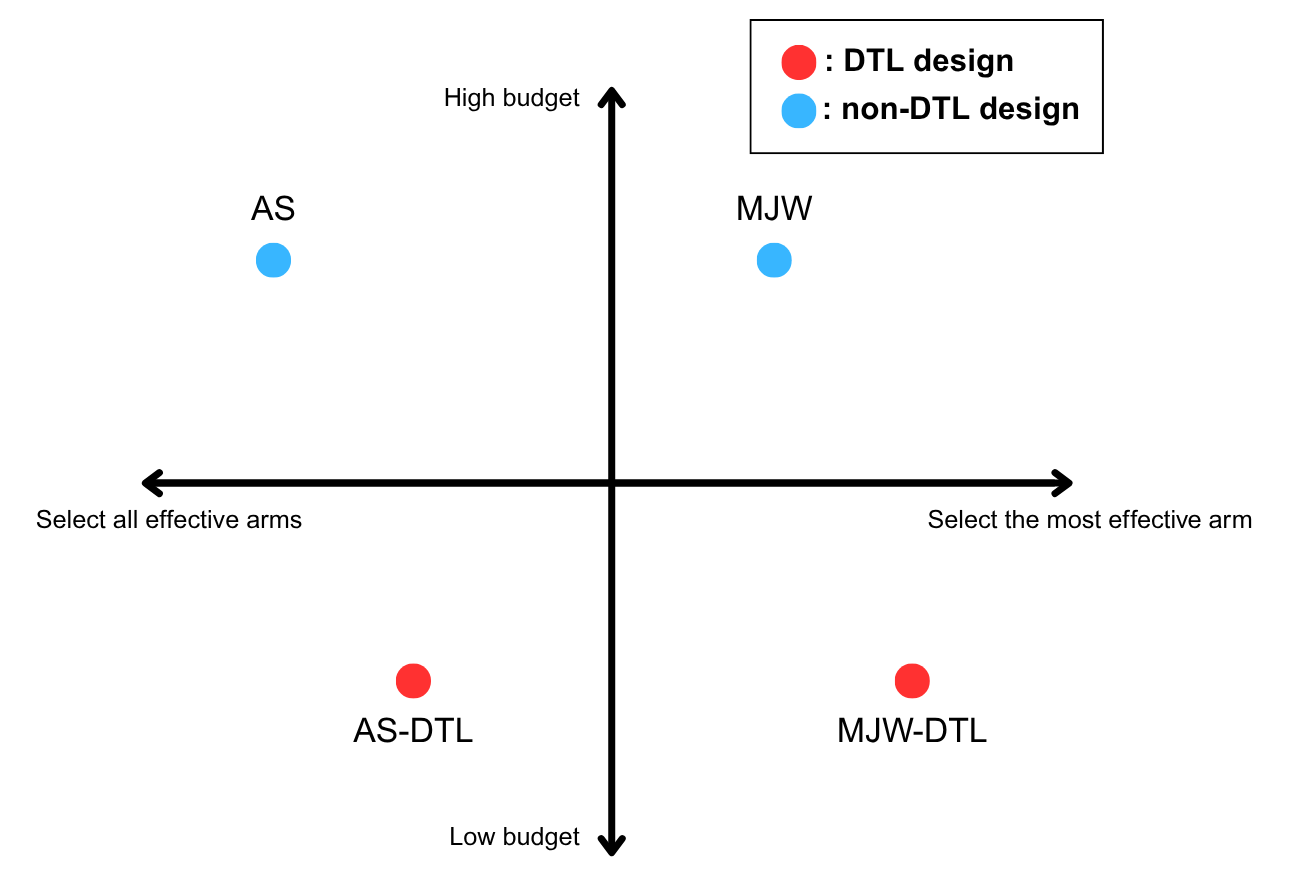 : DTL design
: non-DTL design
High budget
AS
MJW
Select all effective arms
Select the most effective arm
AS-DTL
MJW-DTL
Low budget